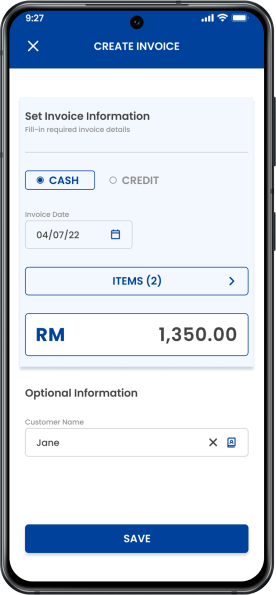 9:27
CREATE INVOICE
Set Invoice Information
Fill-in required invoice details
CASH
CREDIT
Invoice Date
04/07/22
ITEMS (2)
RM 1,350.00
Optional Information
Customer Name
Jane
SAVE